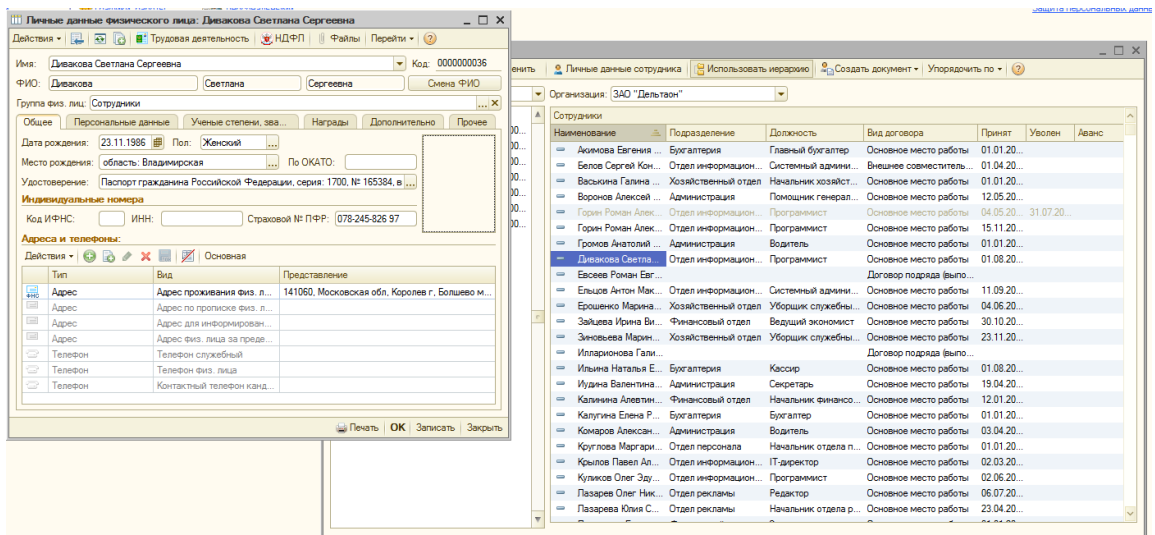 Защита персональных данны
Личные данные физического лица: Дивакова Светлана Сергеевна
Действия Трудовая деятельность НДФЛ Файлы Перейти
Имя: Дивакова Светлана Сергеевна Код: 0000000036
ФИО: Дивакова Светлана Сергеевна Смена ФИО
Группа физ. лиц: Сотрудники ... X
Общее Персональные данные Ученые степени, зва... Награды Дополнительно Прочее
Дата рождения: 23.11.1986 Пол: Женский ...
Место рождения: область: Владимирская ... По ОКАТО:
Удостоверение: Паспорт гражданина Российской Федерации, серия: 1700, № 165384, в ...
Индивидуальные номера
Код ИФНС: ИНН: Страховой № ПФР: 078-245-826 97
Адреса и телефоны:
Действия Основная
Тип Вид Представление
Адрес Адрес проживания физ. л... 141060, Московская обл, Королев г, Болшево м...
Адрес Адрес по прописке физ. л...
Адрес Адрес для информирован...
Адрес Адрес физ. лица за преде...
Телефон Телефон служебный
Телефон Телефон физ. лица
Телефон Контактный телефон канд...
Печать OK Записать Закрыть
енить Личные данные сотрудника Использовать иерархию Создать документ Упорядочить по
Организация: ЗАО "Дельтаон"
Сотрудники
Наименование Подразделение Должность Вид договора Принят Уволен Аванс
Акимова Евгения ... Бухгалтерия Главный бухгалтер Основное место работы 01.01.20...
Белов Сергей Кон... Отдел информацион... Системный админи... Внешнее совместитель... 01.04.20...
Васькина Галина ... Хозяйственный отдел Начальник хозяйст... Основное место работы 01.01.20...
Воронов Алексей ... Администрация Помощник генерал... Основное место работы 12.05.20...
Горин Роман Алек... Отдел информацион... Программист Основное место работы 04.05.20... 31.07.20...
Горин Роман Алек... Отдел информацион... Программист Основное место работы 15.11.20...
Громов Анатолий ... Администрация Водитель Основное место работы 01.01.20...
Дивакова Светла... Отдел информацион... Программист Основное место работы 01.08.20...
Евсеев Роман Евг... Договор подряда (выпо...
Ельцов Антон Мак... Отдел информацион... Системный админи... Основное место работы 11.09.20...
Ерошенко Марина... Хозяйственный отдел Уборщик служебны... Основное место работы 04.06.20...
Зайцева Ирина Ви... Финансовый отдел Ведущий экономист Основное место работы 30.10.20...
Зиновьева Марин... Хозяйственный отдел Уборщик служебны... Основное место работы 23.11.20...
Илларионова Гали... Договор подряда (выпо...
Ильина Наталья Е... Бухгалтерия Кассир Основное место работы 01.08.20...
Иудина Валентина... Администрация Секретарь Основное место работы 19.04.20...
Калинина Алевтин... Финансовый отдел Начальник финансо... Основное место работы 12.01.20...
Калугина Елена Р... Бухгалтерия Бухгалтер Основное место работы 01.01.20...
Комаров Алексан... Администрация Водитель Основное место работы 03.04.20...
Круглова Маргари... Отдел персонала Начальник отдела п... Основное место работы 01.01.20...
Крылов Павел Ал... Отдел информацион... IT-директор Основное место работы 02.03.20...
Куликов Олег Эду... Отдел информацион... Программист Основное место работы 02.06.20...
Лазарев Олег Ник... Отдел рекламы Редактор Основное место работы 06.07.20...
Лазарева Юлия С... Отдел рекламы Начальник отдела р... Основное место работы 23.04.20...